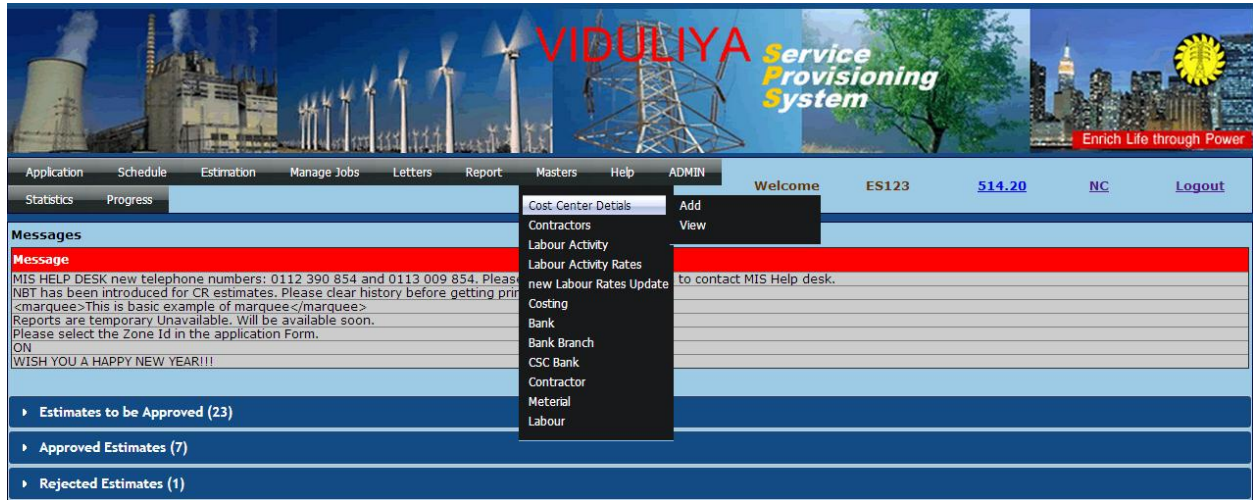 VIDULIYA
Service
Provisioning
System
Enrich Life through Power
Application Schedule Estimation Manage Jobs Letters Report Masters Help ADMIN
Statistics Progress
Welcome ES123 514.20 NC Logout
Cost Center Detials
Contractors
Labour Activity
Labour Activity Rates
new Labour Rates Update
Costing
Bank
Bank Branch
CSC Bank
Contractor
Meterial
Labour
Add
View
Messages
Message
MIS HELP DESK new telephone numbers: 0112 390 854 and 0113 009 854. to contact MIS Help desk.
NBT has been introduced for CR estimates. Please clear history before getting
<marquee>This is basic example of marquee</marquee>
Reports are temporary Unavailable. Will be available soon.
Please select the Zone Id in the application Form.
ON
WISH YOU A HAPPY NEW YEAR!!!
Estimates to be Approved (23)
Approved Estimates (7)
Rejected Estimates (1)